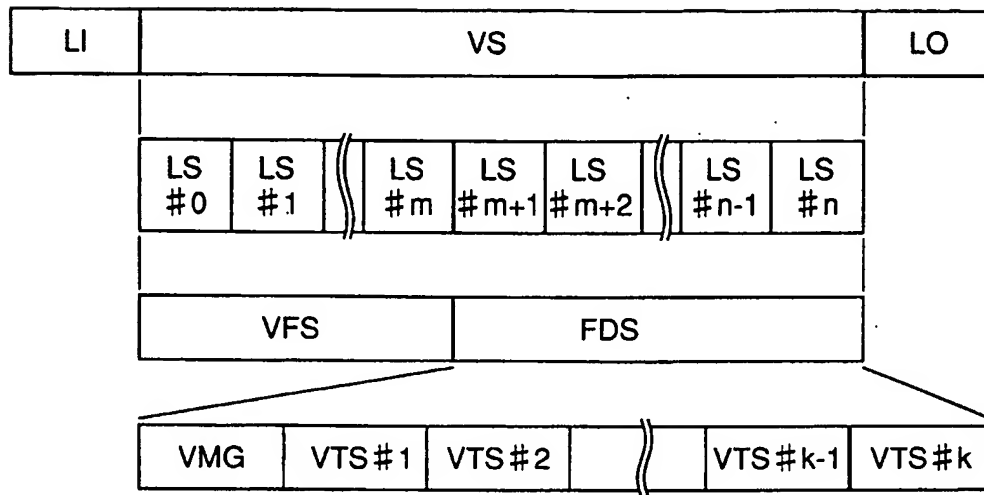 LI VS LO
LS LS LS LS LS LS LS
#0 #1 #m #m+1 #m+2 #n-1 #n
VFS FDS
VMG VTS#1 VTS#2 VTS#k-1 VTS#k